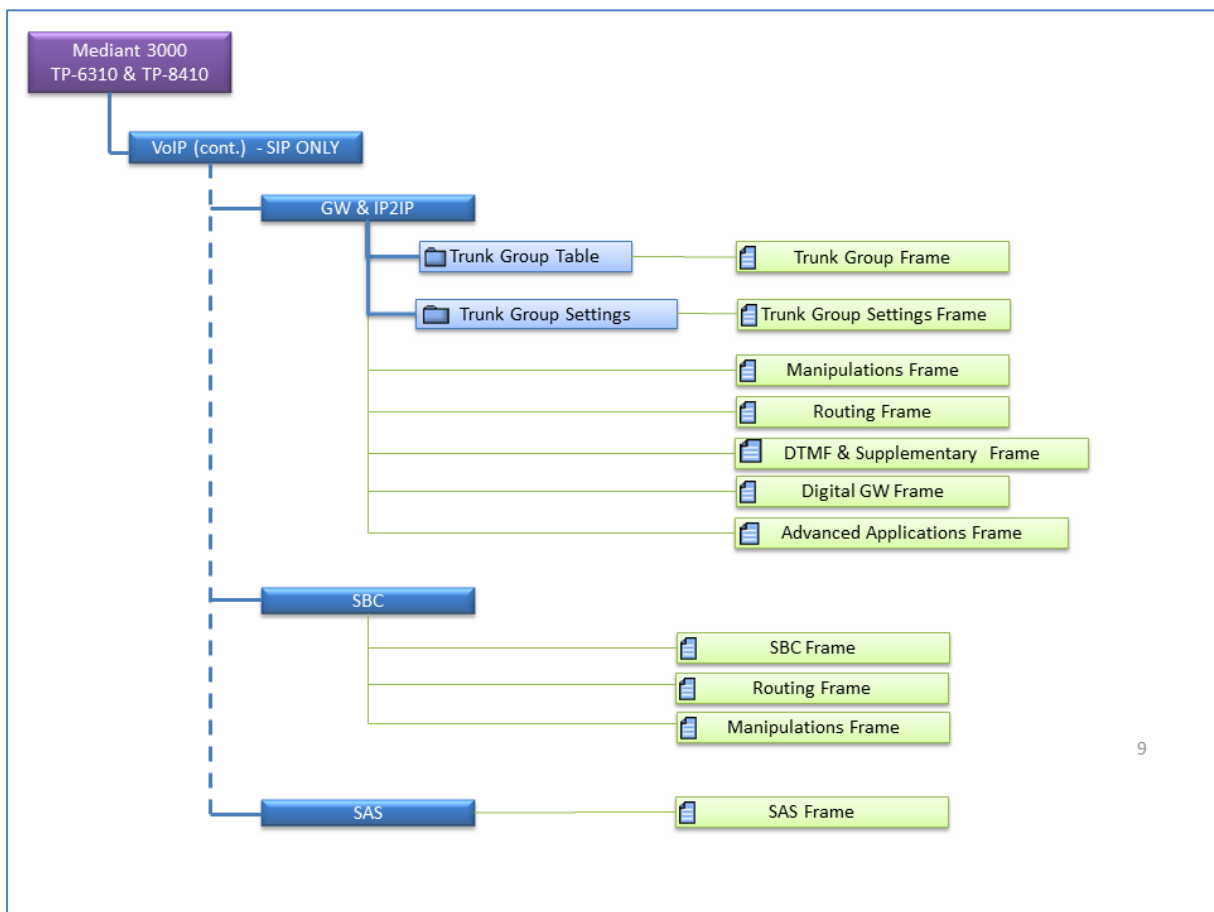 Mediant 3000
TP-6310 & TP-8410
VoIP (cont.) - SIP ONLY
GW & IP2IP
Trunk Group Table
Trunk Group Frame
Trunk Group Settings
Trunk Group Settings Frame
Manipulations Frame
Routing Frame
DTMF & Supplementary Frame
Digital GW Frame
Advanced Applications Frame
SBC
SBC Frame
Routing Frame
Manipulations Frame
9
SAS
SAS Frame